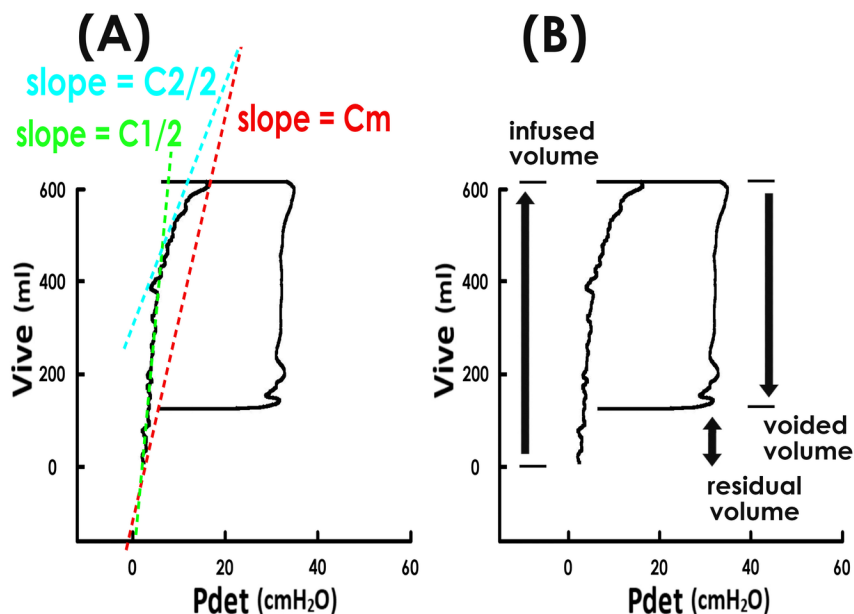 (A)
slope = C2/2
slope = C1/2
slope = Cm
600
400
200
0
Vive (ml)
0
20
40
60
Pdet (cmH₂O)
(B)
infused
volume
600
400
200
0
Vive (ml)
voided
volume
residual
volume
0
20
40
60
Pdet (cmH₂O)